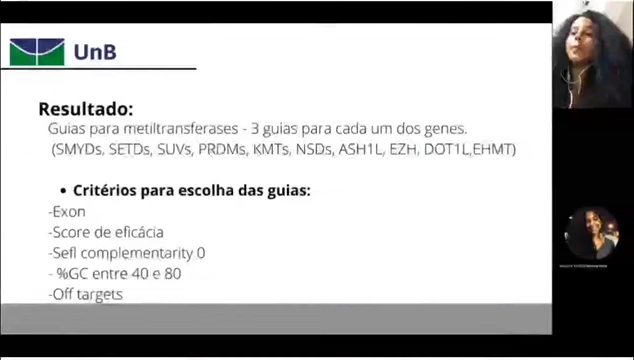 UnB
Resultado:
Guias para metiltransferases - 3 guias para cada um dos genes.
(SMYDs, SETDs, SUVs, PRDMs, KMTs, NSDs, ASH1L, EZH, DOT1L,EHMT)
• Critérios para escolha das guias:
-Exon
-Score de eficácia
-Sefl complementarity 0
- %GC entre 40 e 80
-Off targets